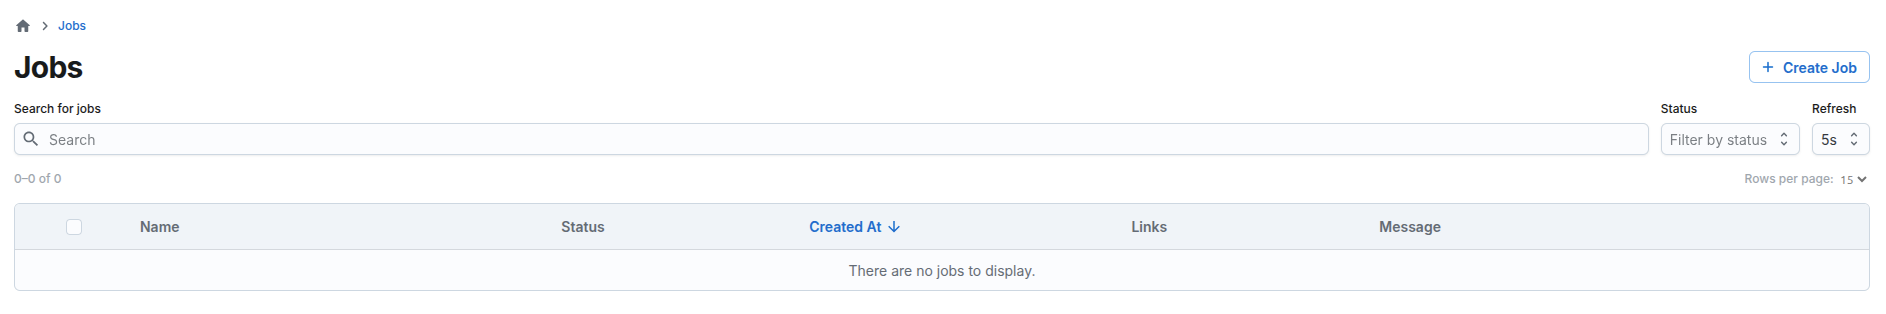 Jobs
Jobs
+ Create Job
Search for jobs
Status
Refresh
Search
Filter by status
5s
0–0 of 0
Rows per page: 15
Name
Status
Created At
Links
Message
There are no jobs to display.